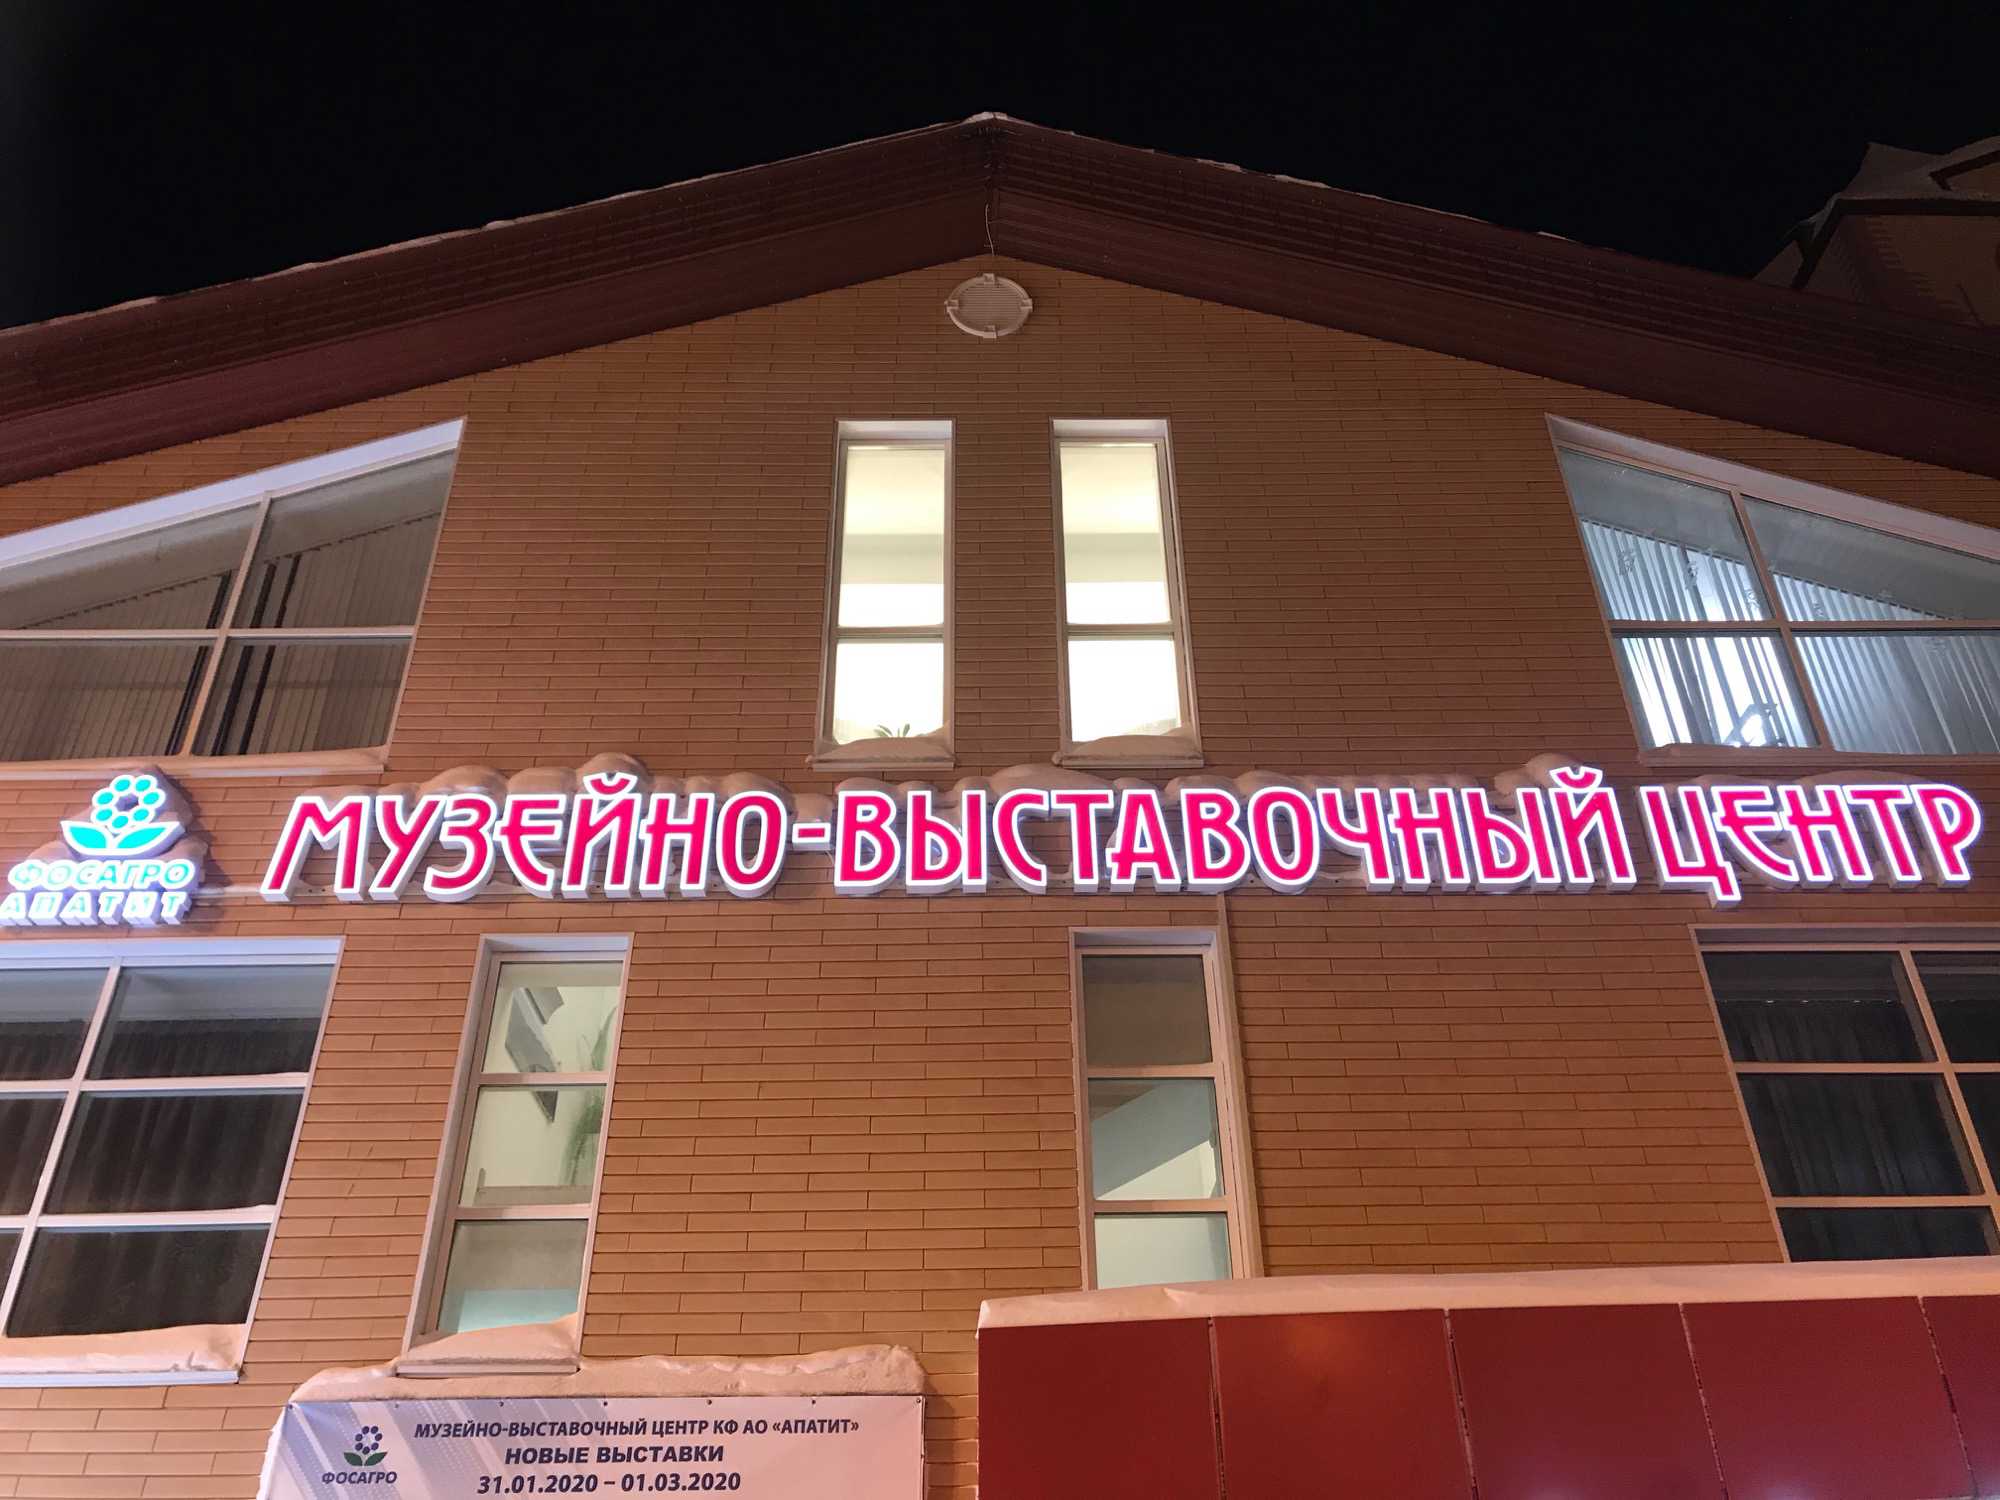 МУЗЕЙНО-ВЫСТАВОЧНЫЙ ЦЕНТР
ФОСАГРО
АПАТИТ
МУЗЕЙНО-ВЫСТАВОЧНЫЙ ЦЕНТР КФ АО «АПАТИТ»
НОВЫЕ ВЫСТАВКИ
31.01.2020 – 01.03.2020
ФОСАГРО